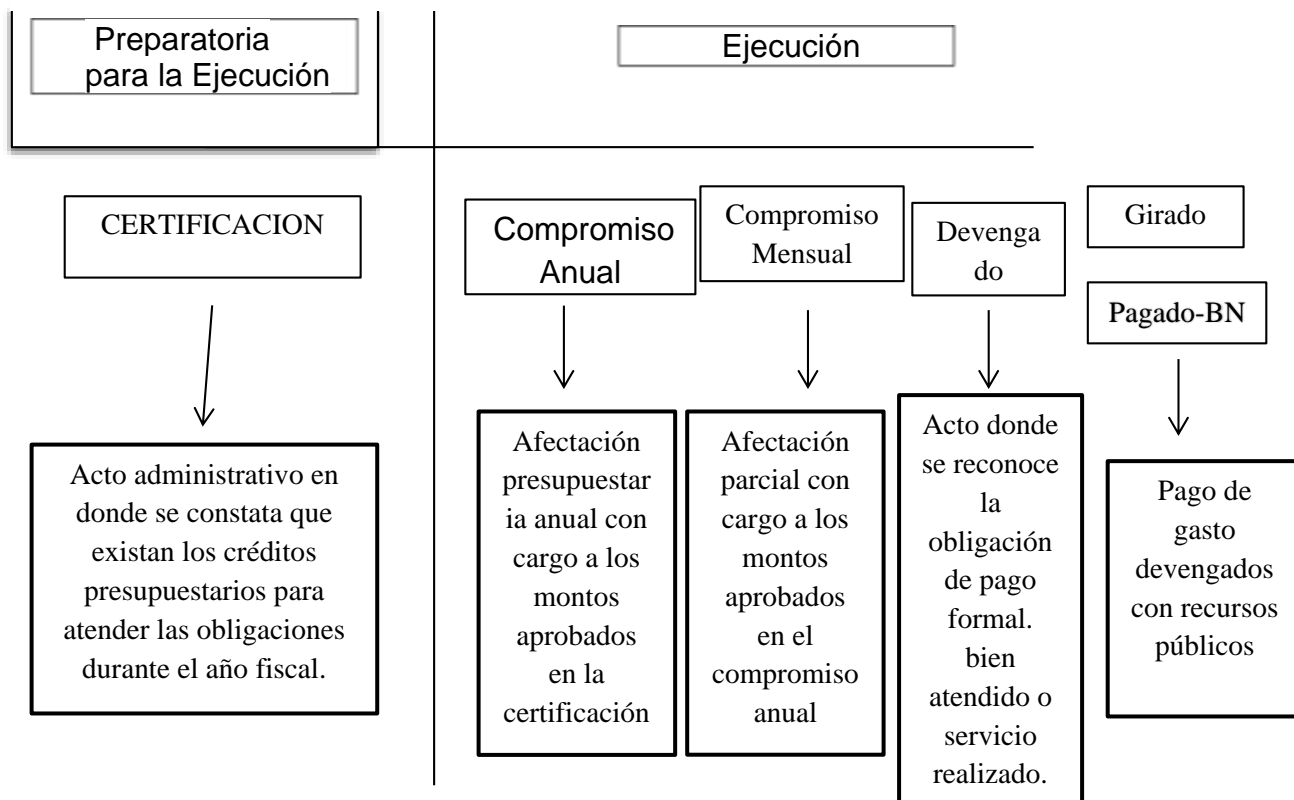 Preparatoria
para la Ejecución
Ejecución
CERTIFICACION
Compromiso
Anual
Compromiso
Mensual
Devenga
do
Girado
Pagado-BN
Acto administrativo en
donde se constata que
existan los créditos
presupuestarios para
atender las obligaciones
durante el año fiscal.
Afectación
presupuestar
ia anual con
cargo a los
montos
aprobados
en la
certificación
Afectación
parcial con
cargo a los
montos
aprobados
en el
compromiso
anual
Acto donde
se reconoce
la
obligación
de pago
formal.
bien
atendido o
servicio
realizado.
Pago de
gasto
devengados
con recursos
públicos